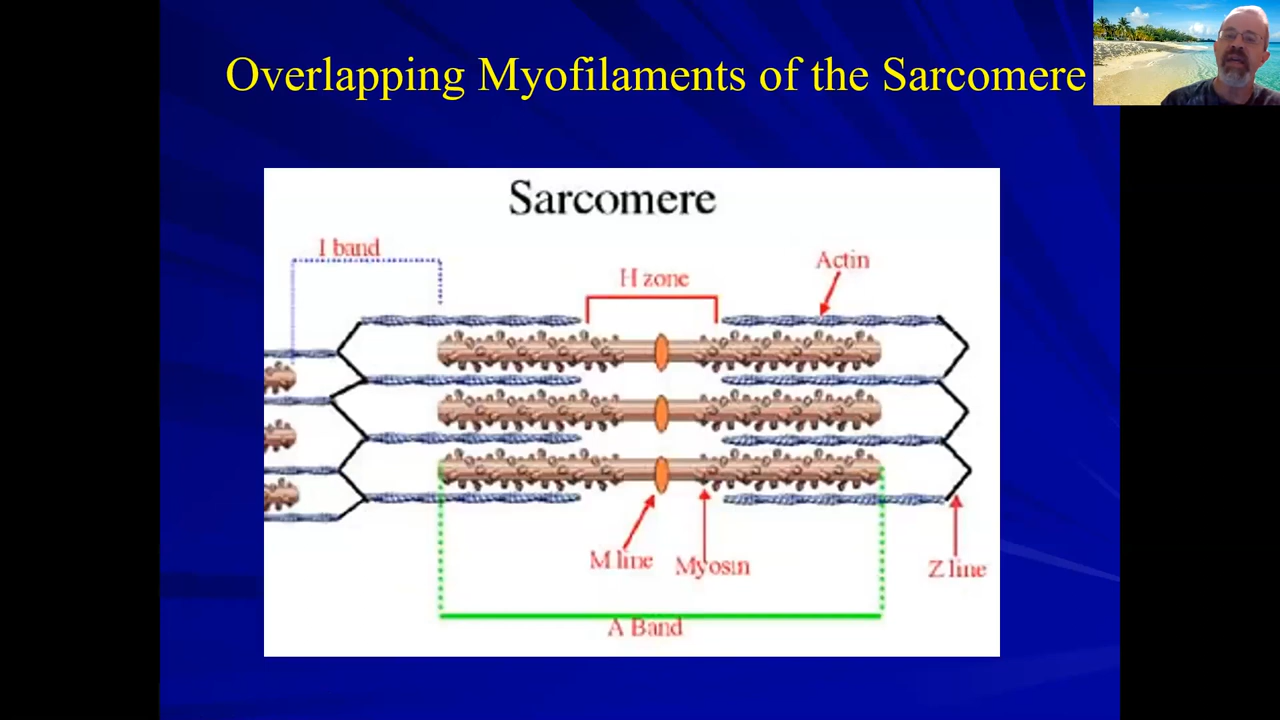 Overlapping Myofilaments of the Sarcomere
Sarcomere
I band
H zone
Actin
M line
Myosin
Z line
A Band